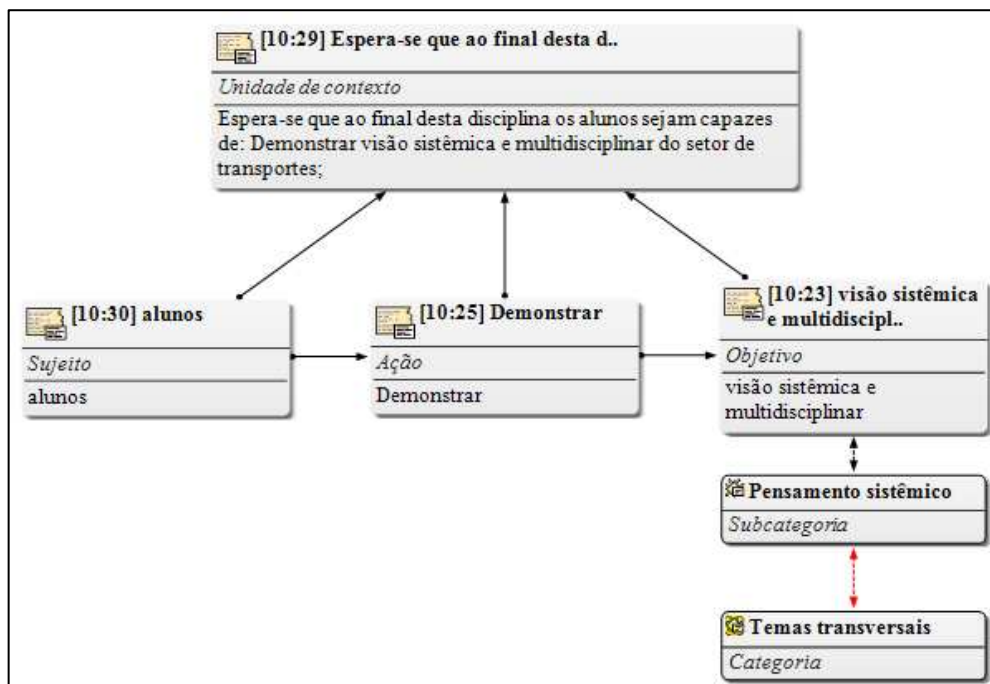 [10:29] Espera-se que ao final desta d..
Unidade de contexto
Espera-se que ao final desta disciplina os alunos sejam capazes
de: Demonstrar visão sistêmica e multidisciplinar do setor de
transportes;
[10:30] alunos
Sujeito
alunos
[10:25] Demonstrar
Ação
Demonstrar
[10:23] visão sistêmica
e multidiscipl..
Objetivo
visão sistêmica e
multidisciplinar
Pensamento sistêmico
Subcategoria
Temas transversais
Categoria